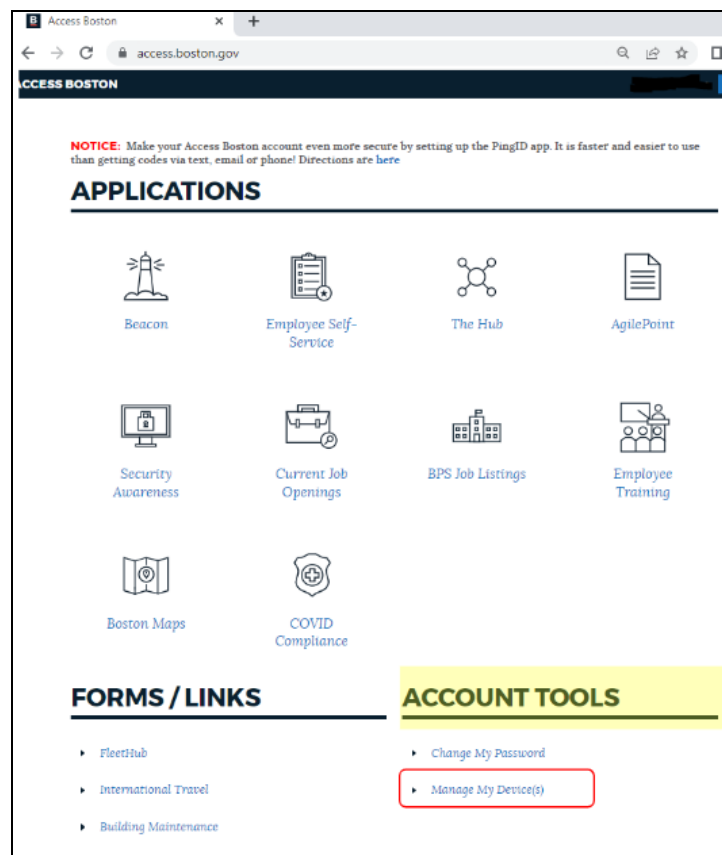 Access Boston
access.boston.gov
ACCESS BOSTON
NOTICE: Make your Access Boston account even more secure by setting up the PingID app. It is faster and easier to use
than getting codes via text, email or phone! Directions are here
APPLICATIONS
Beacon
Employee Self-
Service
The Hub
AgilePoint
Security
Awareness
Current Job
Openings
BPS Job Listings
Employee
Training
Boston Maps
COVID
Compliance
FORMS / LINKS
FleetHub
International Travel
Building Maintenance
ACCOUNT TOOLS
Change My Password
Manage My Device(s)